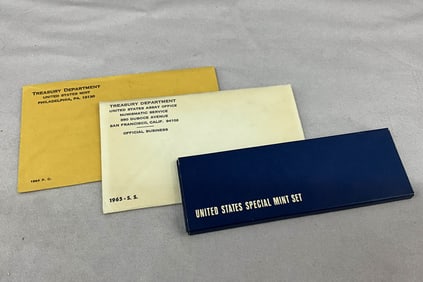 TREASURY DEPARTMENT
UNITED STATES MINT
PHILADELPHIA, PA. 19130
TREASURY DEPARTMENT
UNITED STATES ASSAY OFFICE
NUMISMATIC SERVICE
350 DUBOCE AVENUE
SAN FRANCISCO, CALIF. 94102
OFFICIAL BUSINESS
1965 - S. S.
UNITED STATES SPECIAL MINT SET